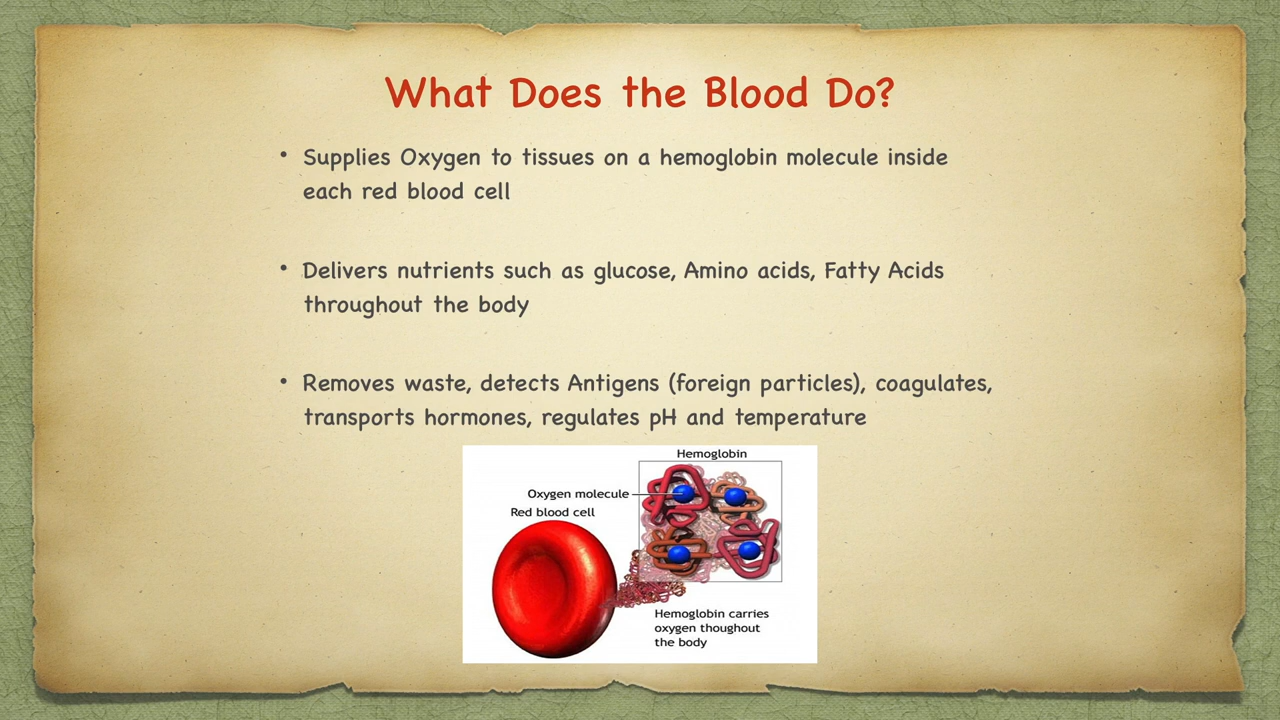 What Does the Blood Do?
• Supplies Oxygen to tissues on a hemoglobin molecule inside
each red blood cell
• Delivers nutrients such as glucose, Amino acids, Fatty Acids
throughout the body
• Removes waste, detects Antigens (foreign particles), coagulates,
transports hormones, regulates pH and temperature
Hemoglobin
Oxygen molecule
Red blood cell
Hemoglobin carries
oxygen thoughout
the body